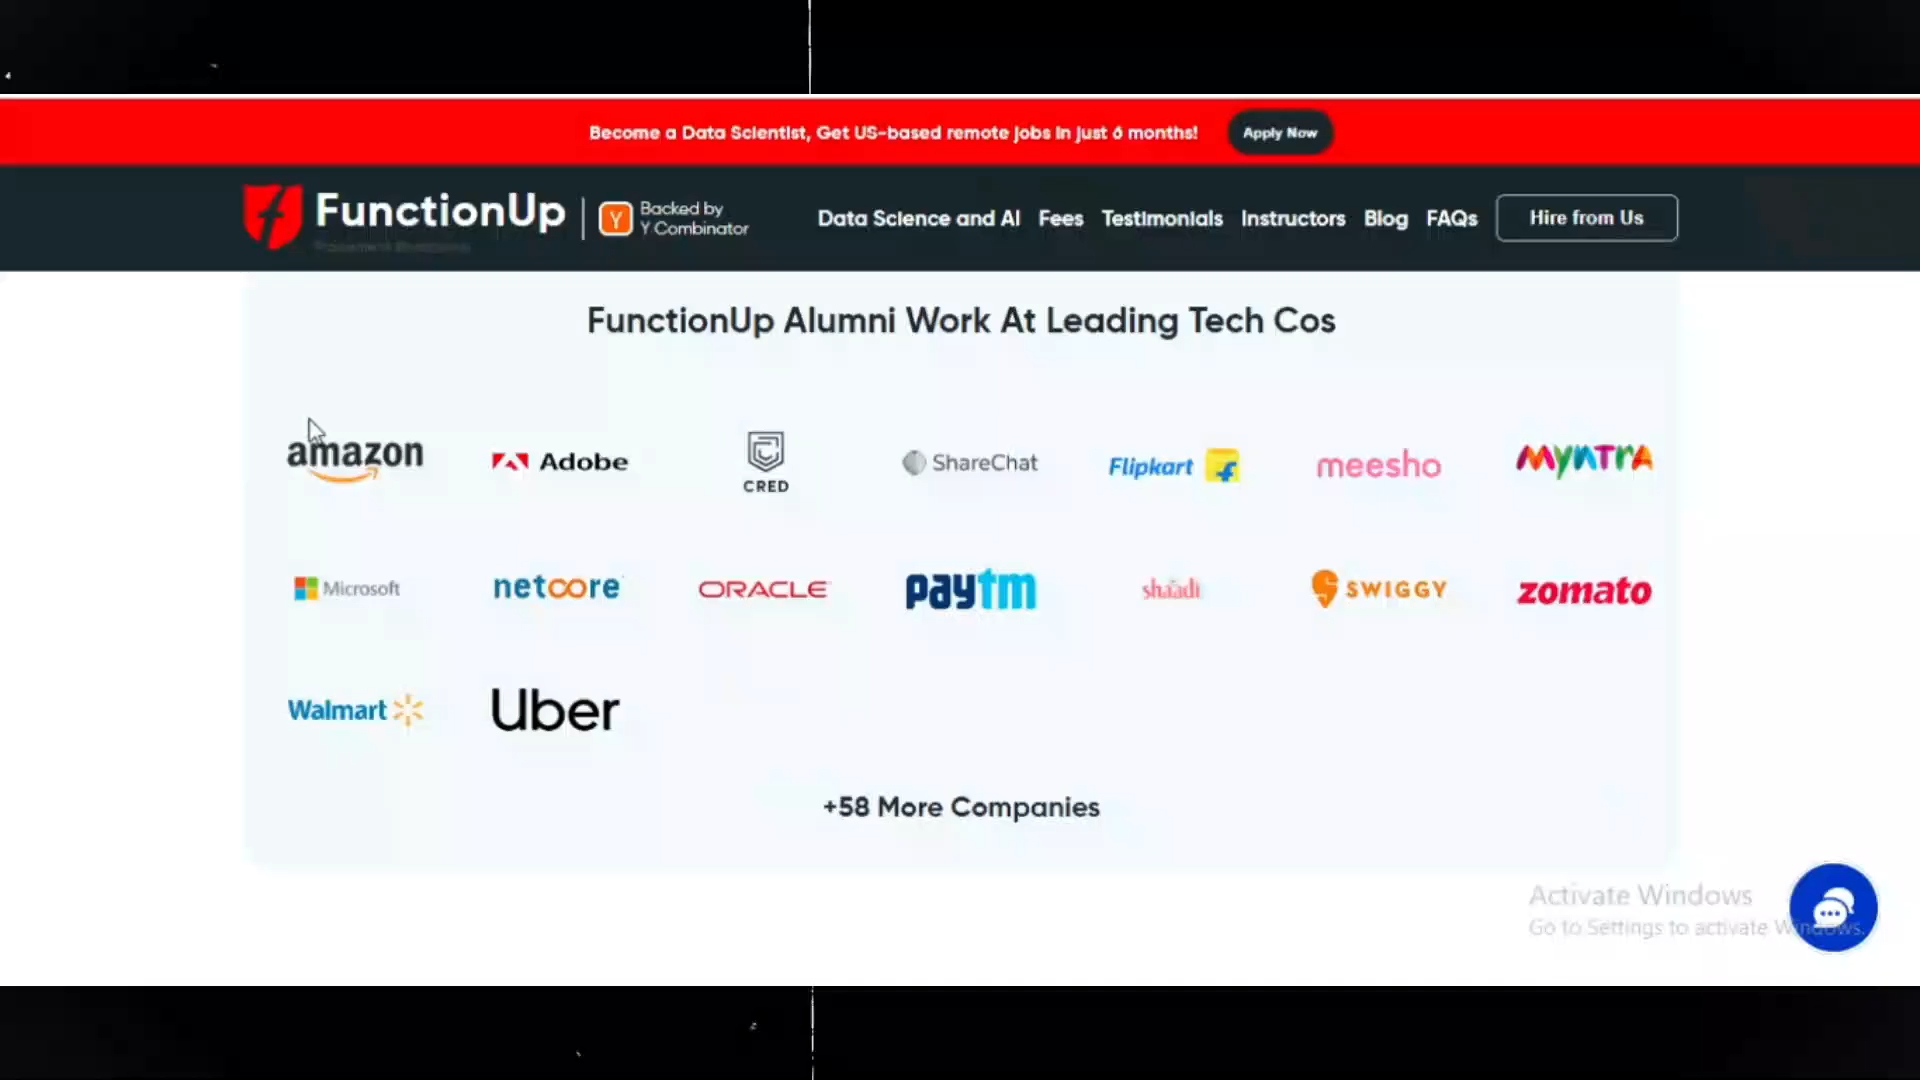 Become a Data Scientist, Get US-based remote jobs in just 6 months!
Apply Now
FunctionUp
Backed by
Y Combinator
Data Science and AI
Fees
Testimonials
Instructors
Blog
FAQs
Hire from Us
FunctionUp Alumni Work At Leading Tech Cos
amazon
Adobe
CRED
ShareChat
Flipkart
meesho
Myntra
Microsoft
netcore
ORACLE
paytm
shaadi
SWIGGY
zomato
Walmart
Uber
+58 More Companies
Activate Windows
Go to Settings to activate Windows.